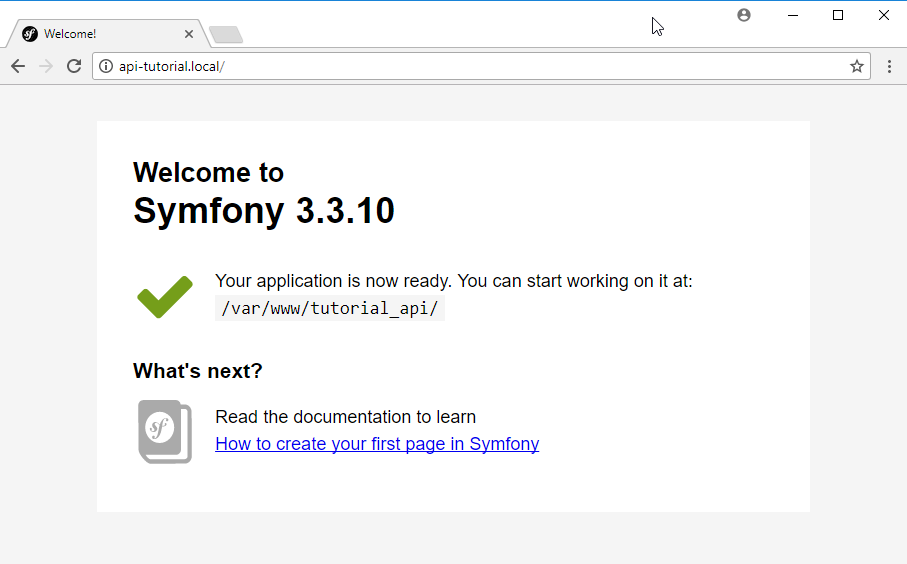 Welcome!
api-tutorial.local/
Welcome to
Symfony 3.3.10
Your application is now ready. You can start working on it at:
/var/www/tutorial_api/
What's next?
sf
Read the documentation to learn
How to create your first page in Symfony